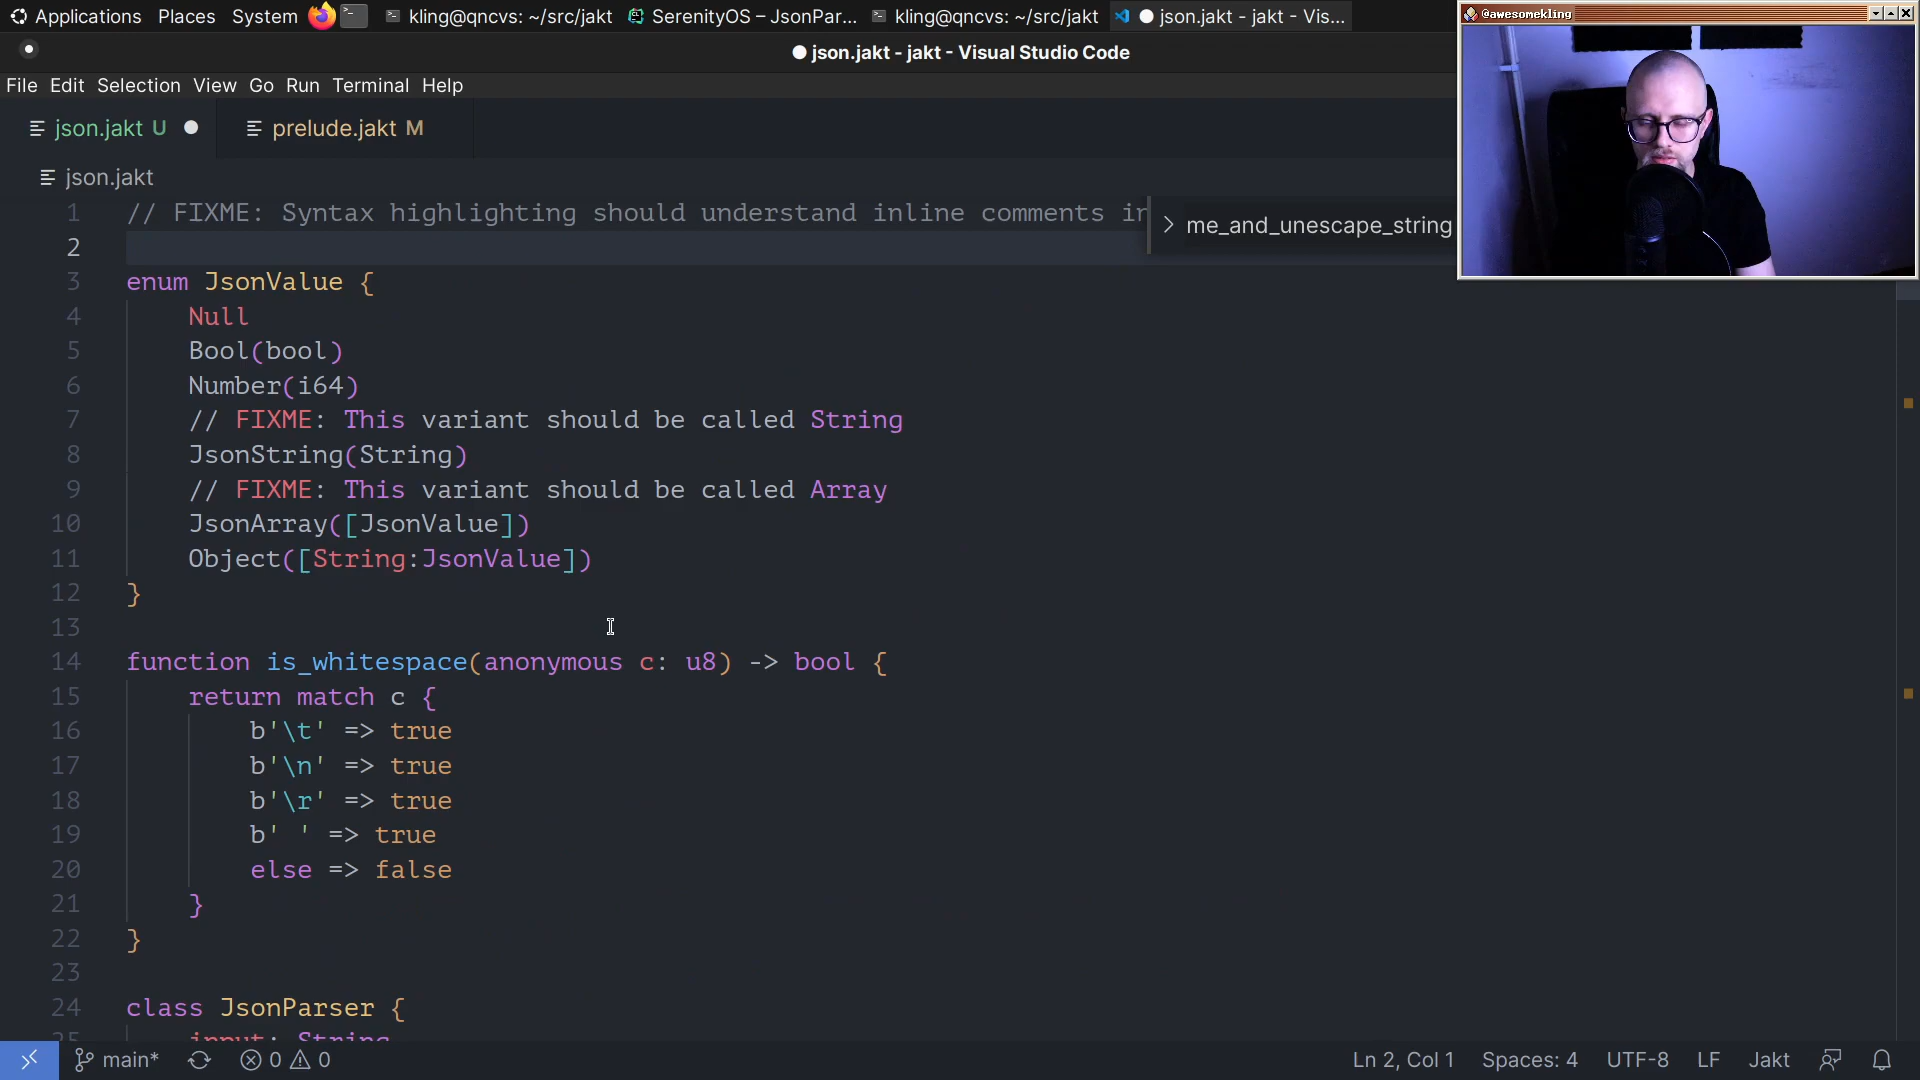 Applications Places System kling@qncvs: ~/src/jakt SerenityOS – JsonPar... kling@qncvs: ~/src/jakt ● json.jakt - jakt - Vis...
@awesomekling
● json.jakt - jakt - Visual Studio Code
File Edit Selection View Go Run Terminal Help
json.jakt U ● prelude.jakt M
json.jakt
me_and_unescape_string
1 // FIXME: Syntax highlighting should understand inline comments in
2
3 enum JsonValue {
4 Null
5 Bool(bool)
6 Number(i64)
7 // FIXME: This variant should be called String
8 JsonString(String)
9 // FIXME: This variant should be called Array
10 JsonArray([JsonValue])
11 Object([String:JsonValue])
12 }
13
14 function is_whitespace(anonymous c: u8) -> bool {
15 return match c {
16 b'\t' => true
17 b'\n' => true
18 b'\r' => true
19 b' ' => true
20 else => false
21 }
22 }
23
24 class JsonParser {
25 input: String
main* 0 0 Ln 2, Col 1 Spaces: 4 UTF-8 LF Jakt